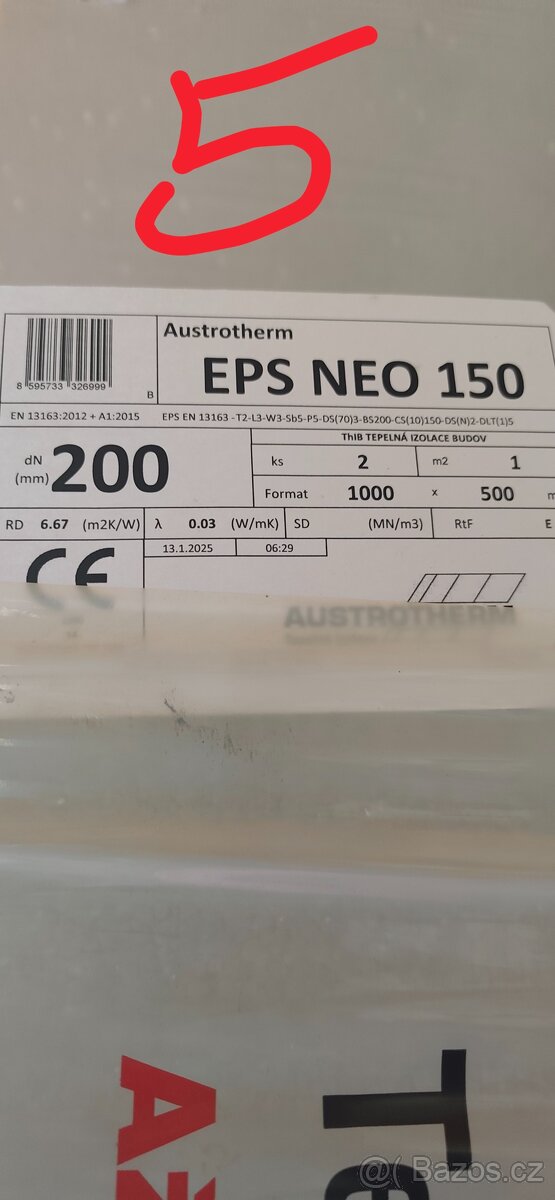 5
Austrotherm
EPS NEO 150
8 595733 326999
B
EN 13163:2012 + A1:2015 EPS EN 13163 -T2-L3-W3-Sb5-P5-DS(70)3-BS200-CS(10)150-DS(N)2-DLT(1)5
dN (mm) 200
ThIB TEPELNÁ IZOLACE BUDOV
ks 2 m2 1
Format 1000 x 500
RD 6.67 (m2K/W) λ 0.03 (W/mK) SD (MN/m3) RtF E
13.1.2025 06:29
CE
AUSTROTHERM
Až
Te
@( Bazos.cz